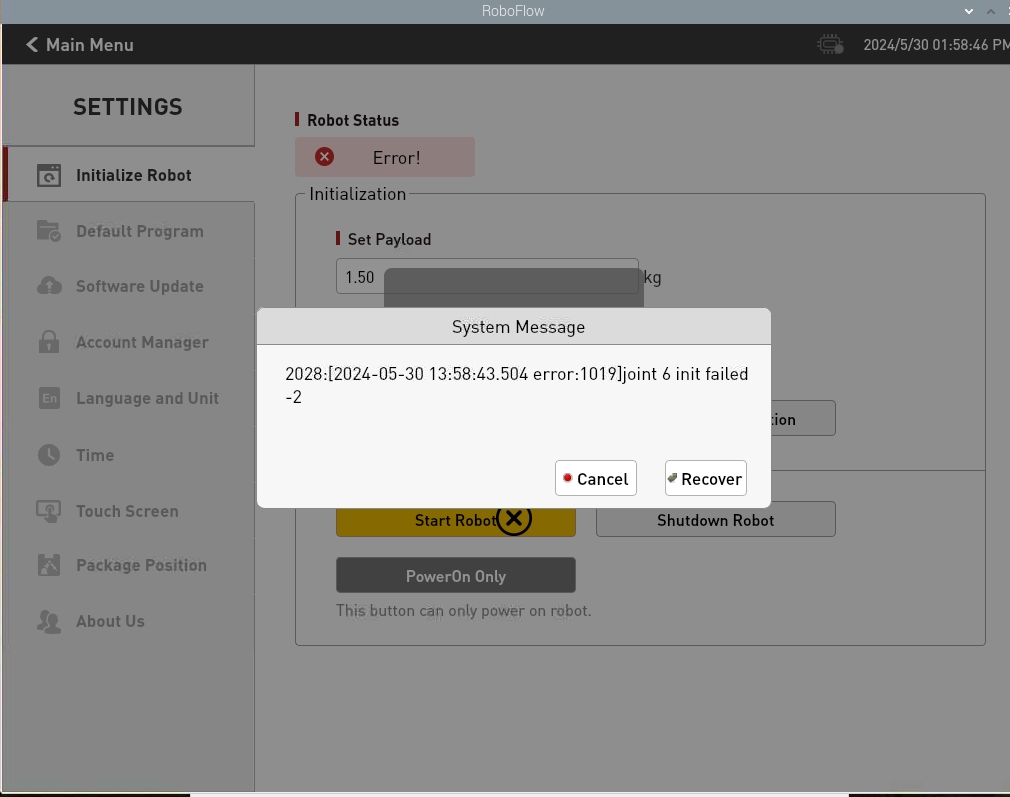 RoboFlow
Main Menu
2024/5/30 01:58:46 PM
SETTINGS
Initialize Robot
Default Program
Software Update
Account Manager
En
Language and Unit
Time
Touch Screen
Package Position
About Us
Robot Status
Error!
Initialization
Set Payload
1.50
kg
System Message
2028:[2024-05-30 13:58:43.504 error:1019]joint 6 init failed
-2
Cancel
Recover
Start Robot
Shutdown Robot
PowerOn Only
This button can only power on robot.